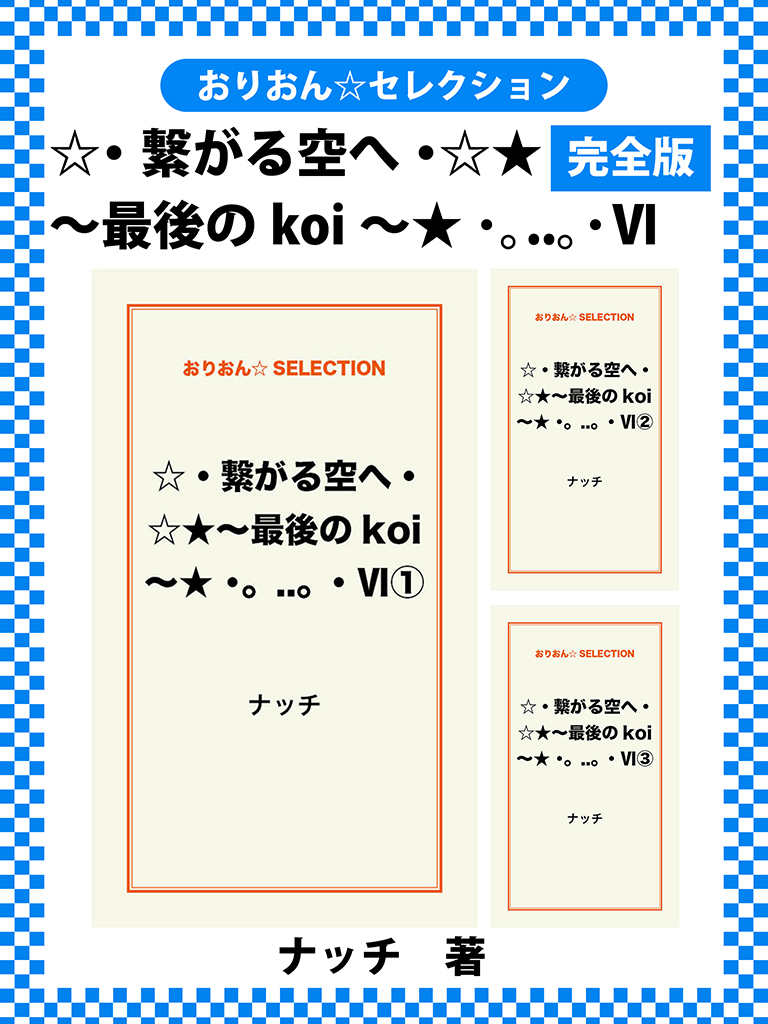 おりおん☆セレクション
☆・繋がる空へ・☆★ 完全版
～最後の koi ～★・。..。・Ⅵ
おりおん☆ SELECTION
☆・繋がる空へ・
☆★～最後の koi
～★・。..。・Ⅵ①
ナッチ
おりおん☆ SELECTION
☆・繋がる空へ・
☆★～最後の koi
～★・。..。・Ⅵ②
ナッチ
おりおん☆ SELECTION
☆・繋がる空へ・
☆★～最後の koi
～★・。..。・Ⅵ③
ナッチ
ナッチ　著